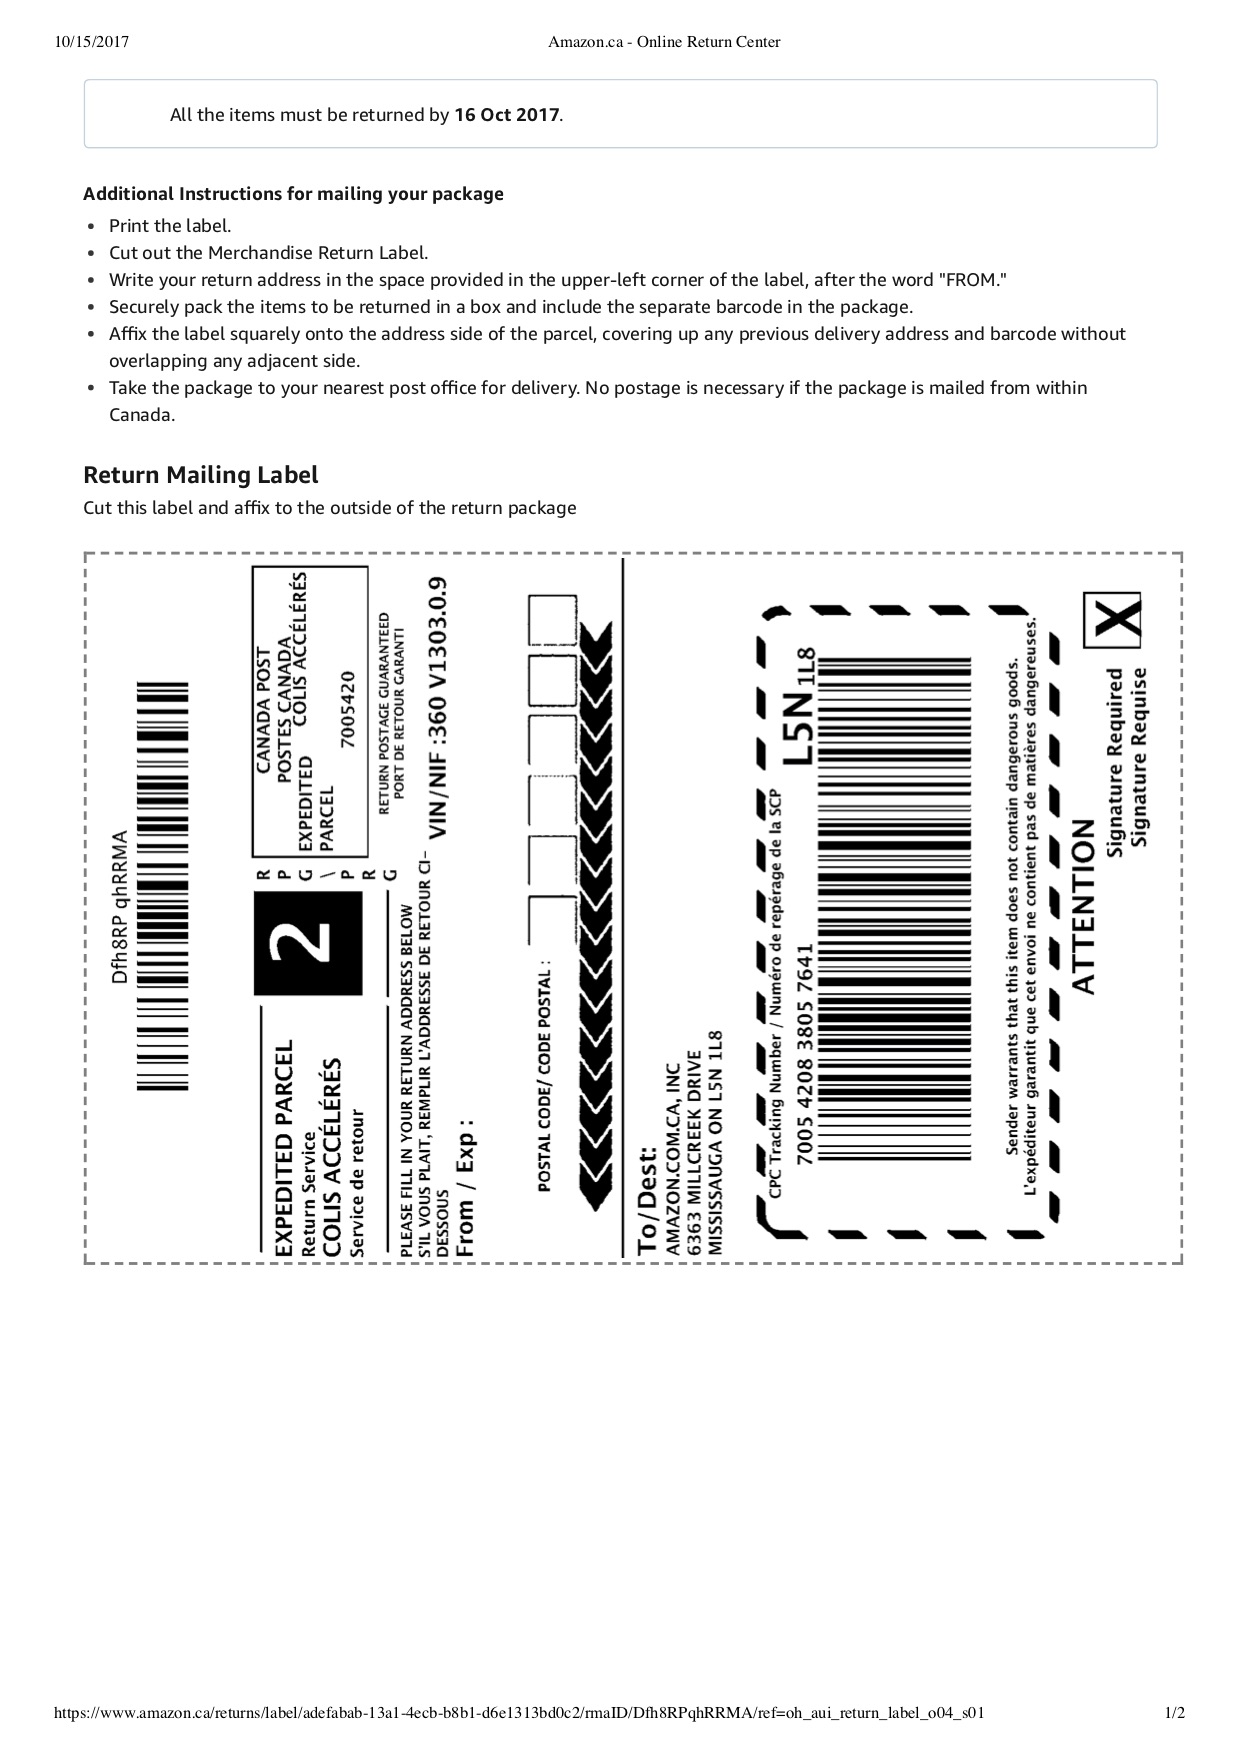 10/15/2017
Amazon.ca - Online Return Center
All the items must be returned by 16 Oct 2017.
Additional Instructions for mailing your package
• Print the label.
• Cut out the Merchandise Return Label.
• Write your return address in the space provided in the upper-left corner of the label, after the word "FROM."
• Securely pack the items to be returned in a box and include the separate barcode in the package.
• Affix the label squarely onto the address side of the parcel, covering up any previous delivery address and barcode without
overlapping any adjacent side.
• Take the package to your nearest post office for delivery. No postage is necessary if the package is mailed from within
Canada.
Return Mailing Label
Cut this label and affix to the outside of the return package
Dfh8RP qhRRMA
EXPEDITED PARCEL
Return Service
COLIS ACCÉLÉRÉS
Service de retour
2
R
P
G
\
P
R
G
CANADA POST
POSTES CANADA
EXPEDITED COLIS ACCÉLÉRÉS
PARCEL
7005420
RETURN POSTAGE GUARANTEED
PORT DE RETOUR GARANTI
PLEASE FILL IN YOUR RETURN ADDRESS BELOW
S'IL VOUS PLAIT, REMPLIR L'ADDRESSE DE RETOUR CI-
DESSOUS
VIN/NIF :360 V1303.0.9
From / Exp :
POSTAL CODE/ CODE POSTAL :
To/Dest:
AMAZON.COM.CA, INC
6363 MILLCREEK DRIVE
MISSISSAUGA ON L5N 1L8
CPC Tracking Number / Numéro de repérage de la SCP
L5N 1L8
7005 4208 3805 7641
Sender warrants that this item does not contain dangerous goods.
L'expéditeur garantit que cet envoi ne contient pas de matières dangereuses.
ATTENTION
Signature Required
Signature Requise
X
https://www.amazon.ca/returns/label/adefabab-13a1-4ecb-b8b1-d6e1313bd0c2/rmaID/Dfh8RPqhRRMA/ref=oh_aui_return_label_o04_s01
1/2